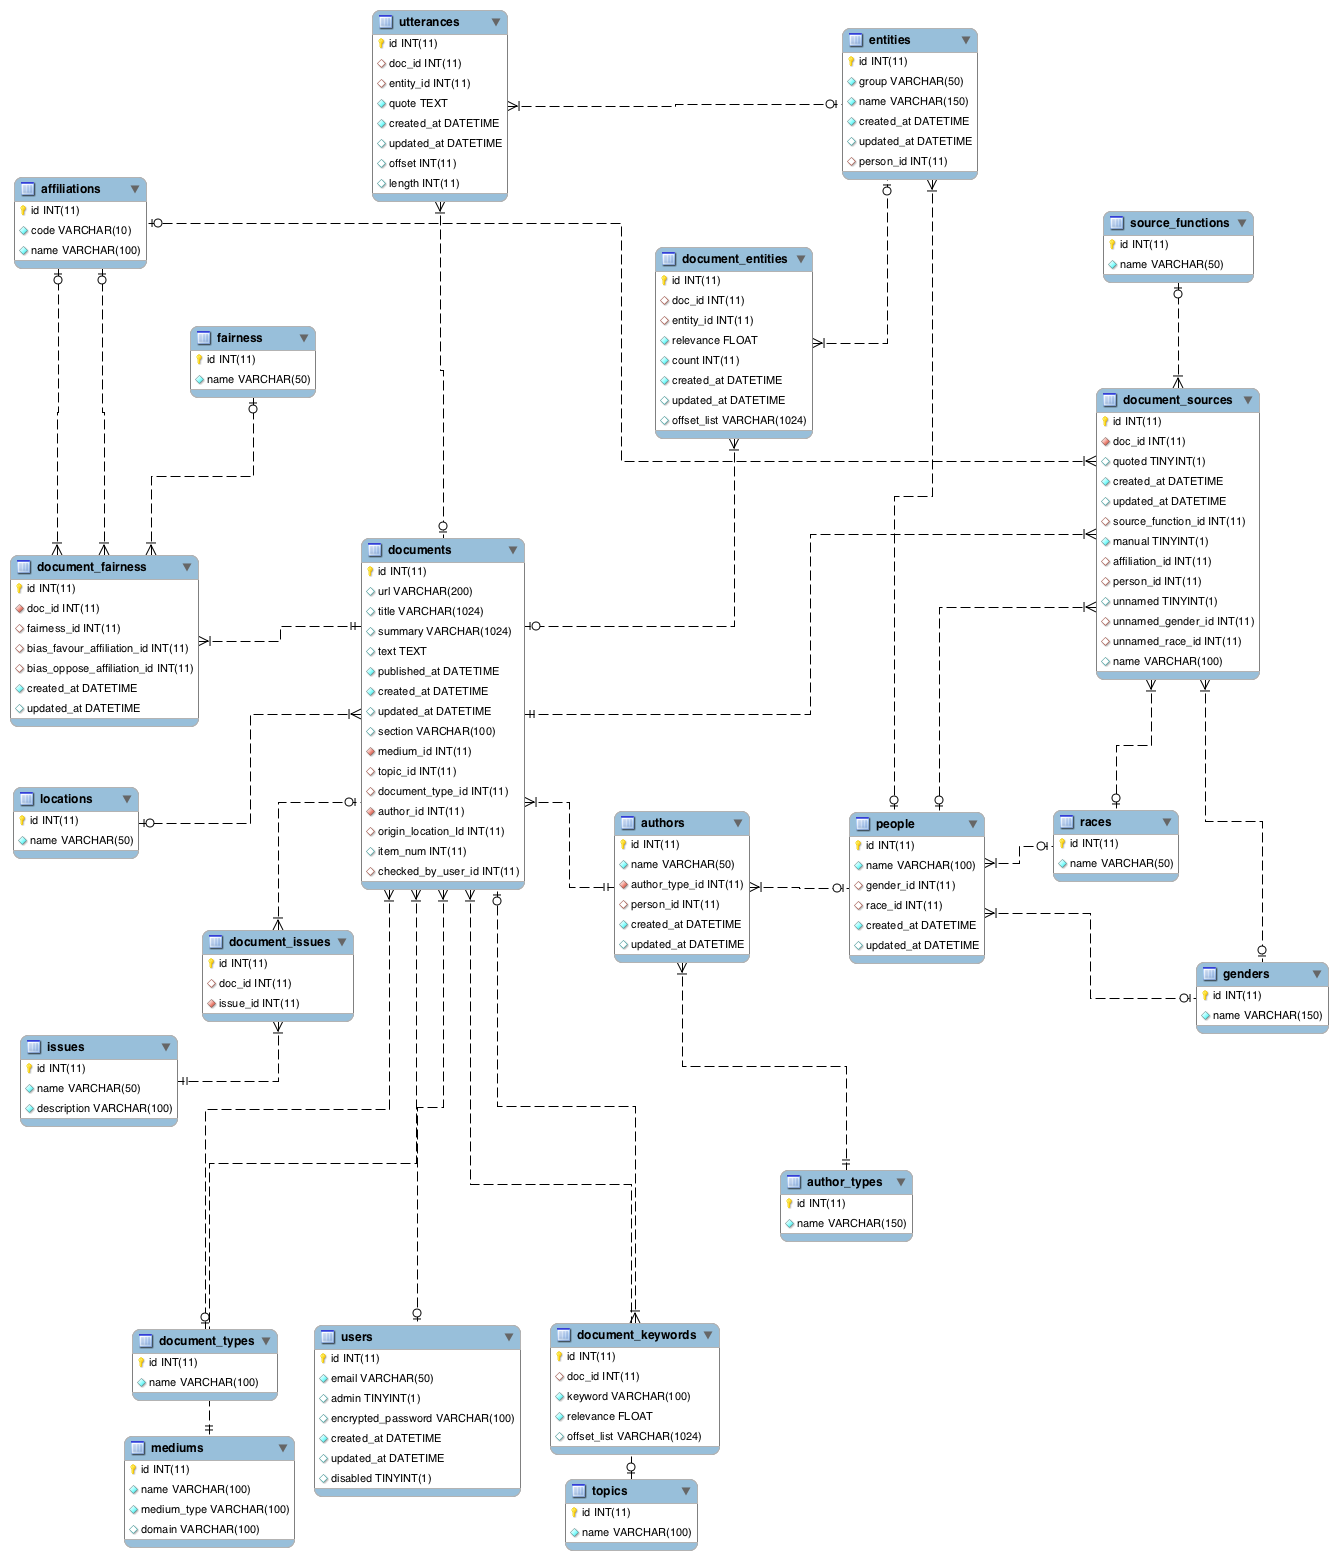 utterances
id INT(11)
doc_id INT(11)
entity_id INT(11)
quote TEXT
created_at DATETIME
updated_at DATETIME
offset INT(11)
length INT(11)
entities
id INT(11)
group VARCHAR(50)
name VARCHAR(150)
created_at DATETIME
updated_at DATETIME
person_id INT(11)
affiliations
id INT(11)
code VARCHAR(10)
name VARCHAR(100)
source_functions
id INT(11)
name VARCHAR(50)
document_entities
id INT(11)
doc_id INT(11)
entity_id INT(11)
relevance FLOAT
count INT(11)
created_at DATETIME
updated_at DATETIME
offset_list VARCHAR(1024)
fairness
id INT(11)
name VARCHAR(50)
document_sources
id INT(11)
doc_id INT(11)
quoted TINYINT(1)
created_at DATETIME
updated_at DATETIME
source_function_id INT(11)
manual TINYINT(1)
affiliation_id INT(11)
person_id INT(11)
unnamed TINYINT(1)
unnamed_gender_id INT(11)
unnamed_race_id INT(11)
name VARCHAR(100)
document_fairness
id INT(11)
doc_id INT(11)
fairness_id INT(11)
bias_favour_affiliation_id INT(11)
bias_oppose_affiliation_id INT(11)
created_at DATETIME
updated_at DATETIME
documents
id INT(11)
url VARCHAR(200)
title VARCHAR(1024)
summary VARCHAR(1024)
text TEXT
published_at DATETIME
created_at DATETIME
updated_at DATETIME
section VARCHAR(100)
medium_id INT(11)
topic_id INT(11)
document_type_id INT(11)
author_id INT(11)
origin_location_Id INT(11)
item_num INT(11)
checked_by_user_id INT(11)
locations
id INT(11)
name VARCHAR(50)
authors
id INT(11)
name VARCHAR(50)
author_type_id INT(11)
person_id INT(11)
created_at DATETIME
updated_at DATETIME
people
id INT(11)
name VARCHAR(100)
gender_id INT(11)
race_id INT(11)
created_at DATETIME
updated_at DATETIME
races
id INT(11)
name VARCHAR(50)
document_issues
id INT(11)
doc_id INT(11)
issue_id INT(11)
genders
id INT(11)
name VARCHAR(150)
issues
id INT(11)
name VARCHAR(50)
description VARCHAR(100)
author_types
id INT(11)
name VARCHAR(150)
document_types
id INT(11)
name VARCHAR(100)
users
id INT(11)
email VARCHAR(50)
admin TINYINT(1)
encrypted_password VARCHAR(100)
created_at DATETIME
updated_at DATETIME
disabled TINYINT(1)
document_keywords
id INT(11)
doc_id INT(11)
keyword VARCHAR(100)
relevance FLOAT
offset_list VARCHAR(1024)
mediums
id INT(11)
name VARCHAR(100)
medium_type VARCHAR(100)
domain VARCHAR(100)
topics
id INT(11)
name VARCHAR(100)